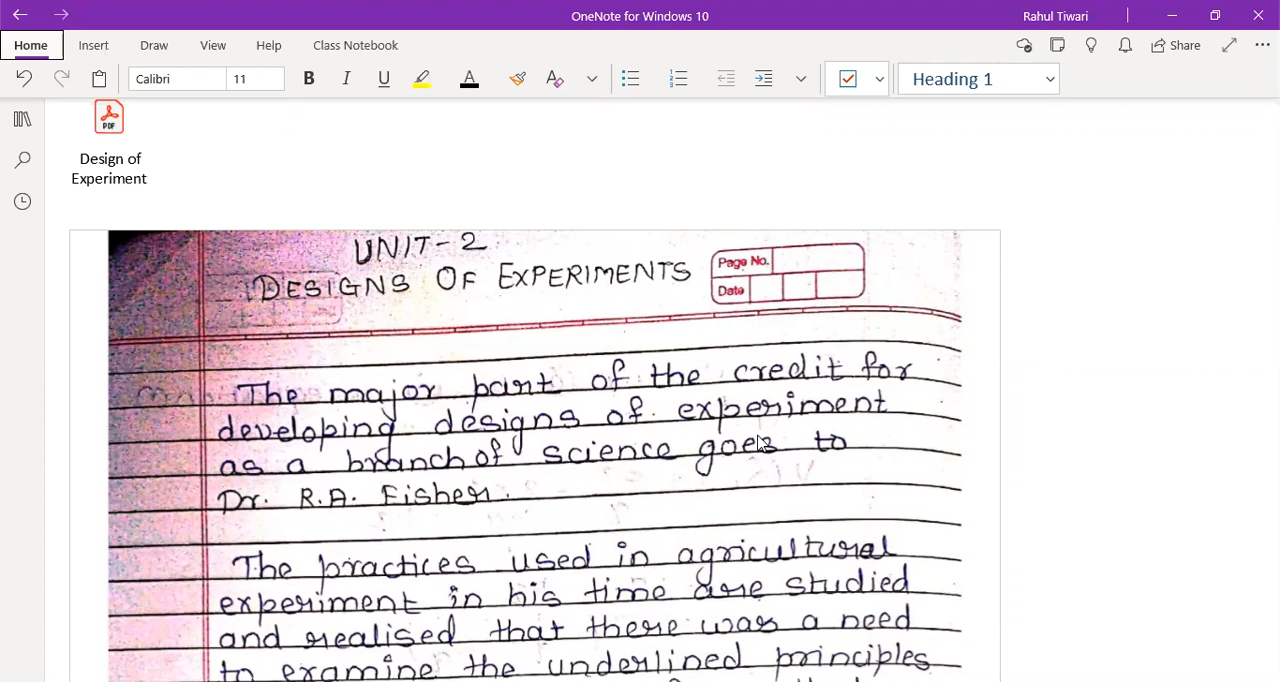 OneNote for Windows 10
Rahul Tiwari
Home Insert Draw View Help Class Notebook
Share
Calibri 11 B I U A A Heading 1
PDF
Design of
Experiment
UNIT-2
DESIGNS OF EXPERIMENTS
Page No.
Date
The major part of the credit for
developing designs of experiment
as a branch of science goes to
Dr. R.A. Fisher.
The practices used in agricultural
experiment in his time are studied
and realised that there was a need
to examine the underlined principles